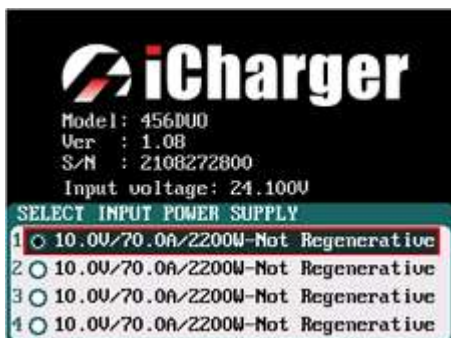 iCharger
Model: 456DUO
Ver : 1.08
S/N : 2108272800
Input voltage: 24.100V
SELECT INPUT POWER SUPPLY
1 10.0V/70.0A/2200W-Not Regenerative
2 10.0V/70.0A/2200W-Not Regenerative
3 10.0V/70.0A/2200W-Not Regenerative
4 10.0V/70.0A/2200W-Not Regenerative